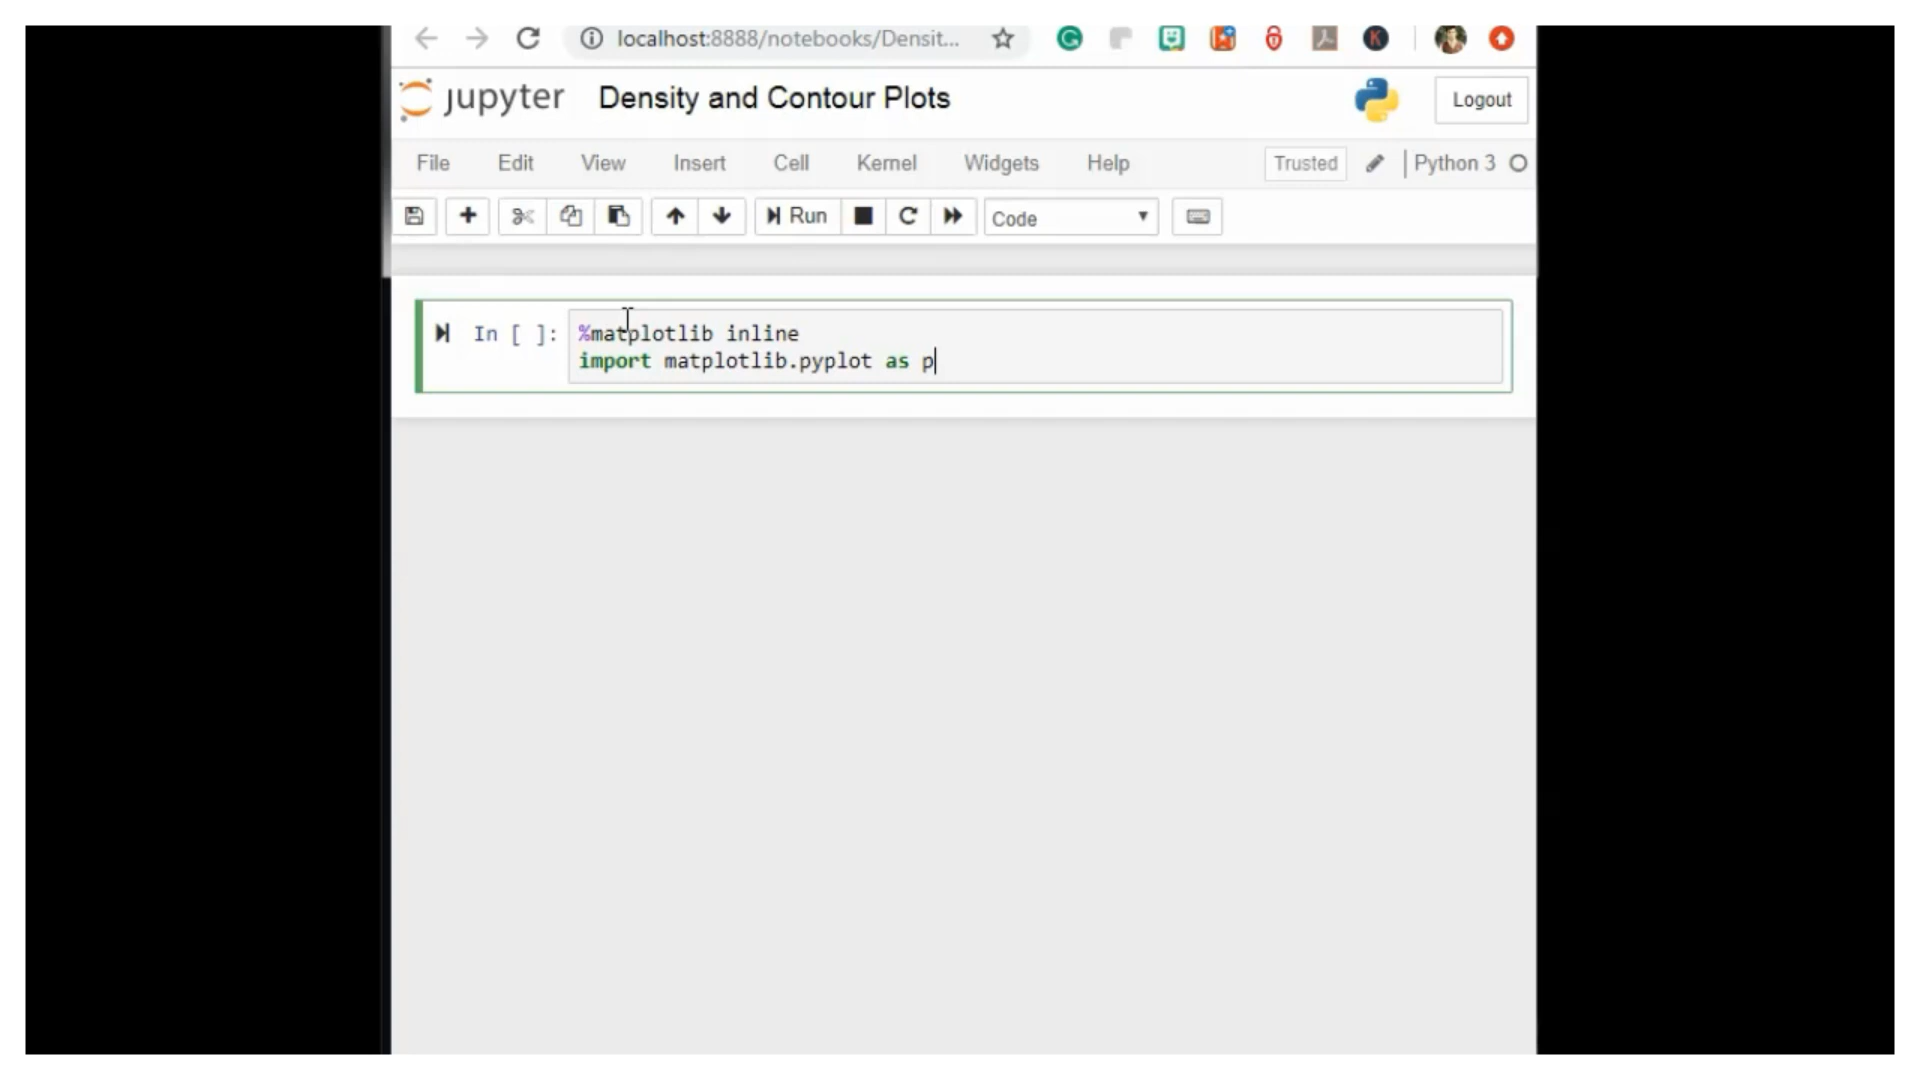 localhost:8888/notebooks/Densit...
jupyter Density and Contour Plots Logout
File Edit View Insert Cell Kernel Widgets Help Trusted Python 3
Run Code
In [ ]: %matplotlib inline
import matplotlib.pyplot as p